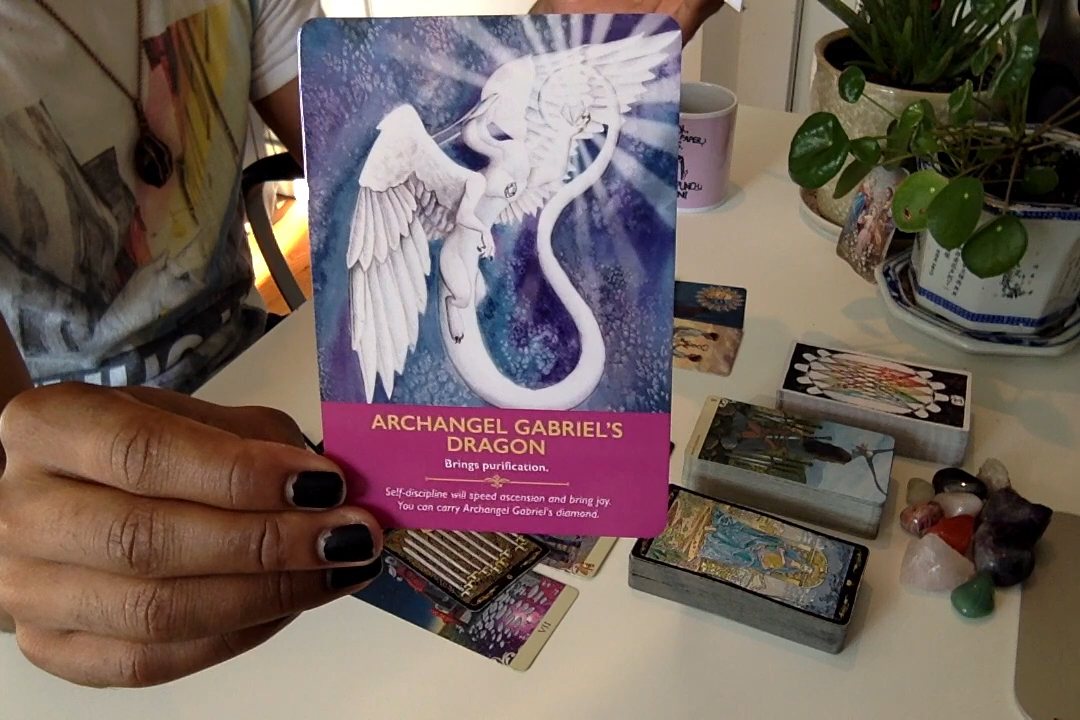 ARCHANGEL GABRIEL'S
DRAGON
Brings purification.
Self-discipline will speed ascension and bring joy.
You can carry Archangel Gabriel's diamond.
VII